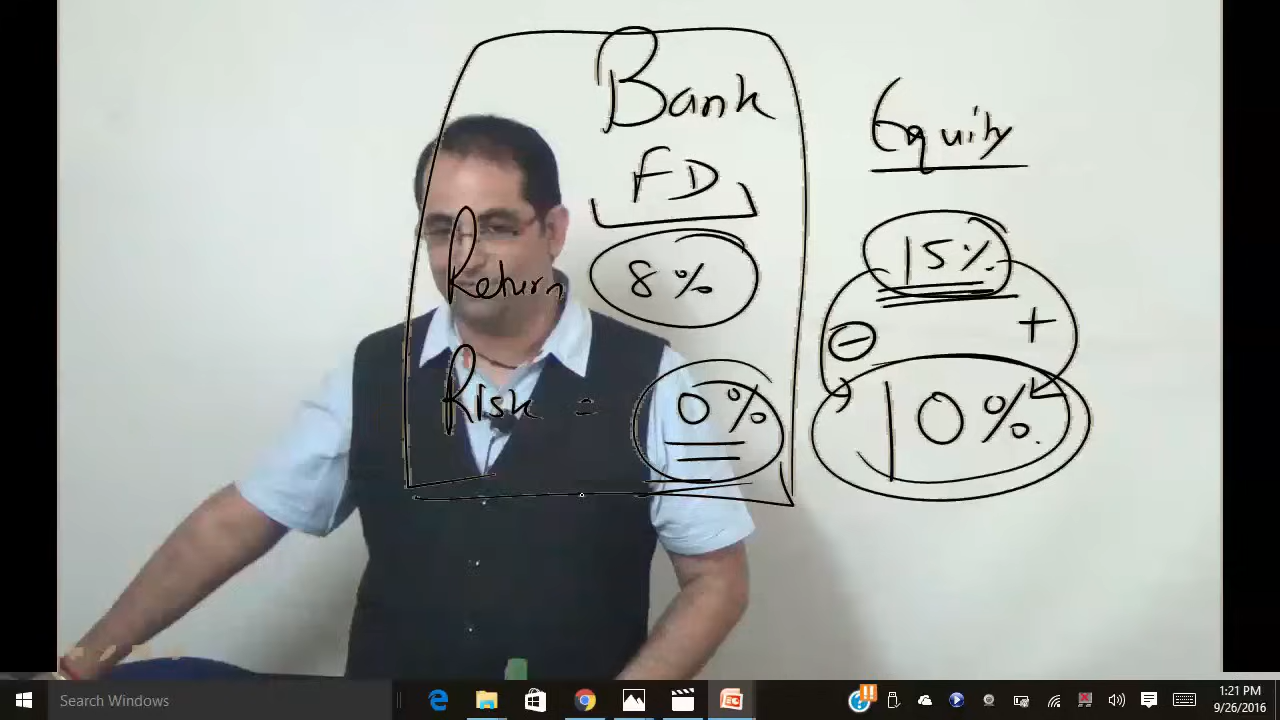 Bank
Equity
FD
Return 8% 15%
⊖ +
Risk = 0% 10%
Search Windows
1:21 PM
9/26/2016